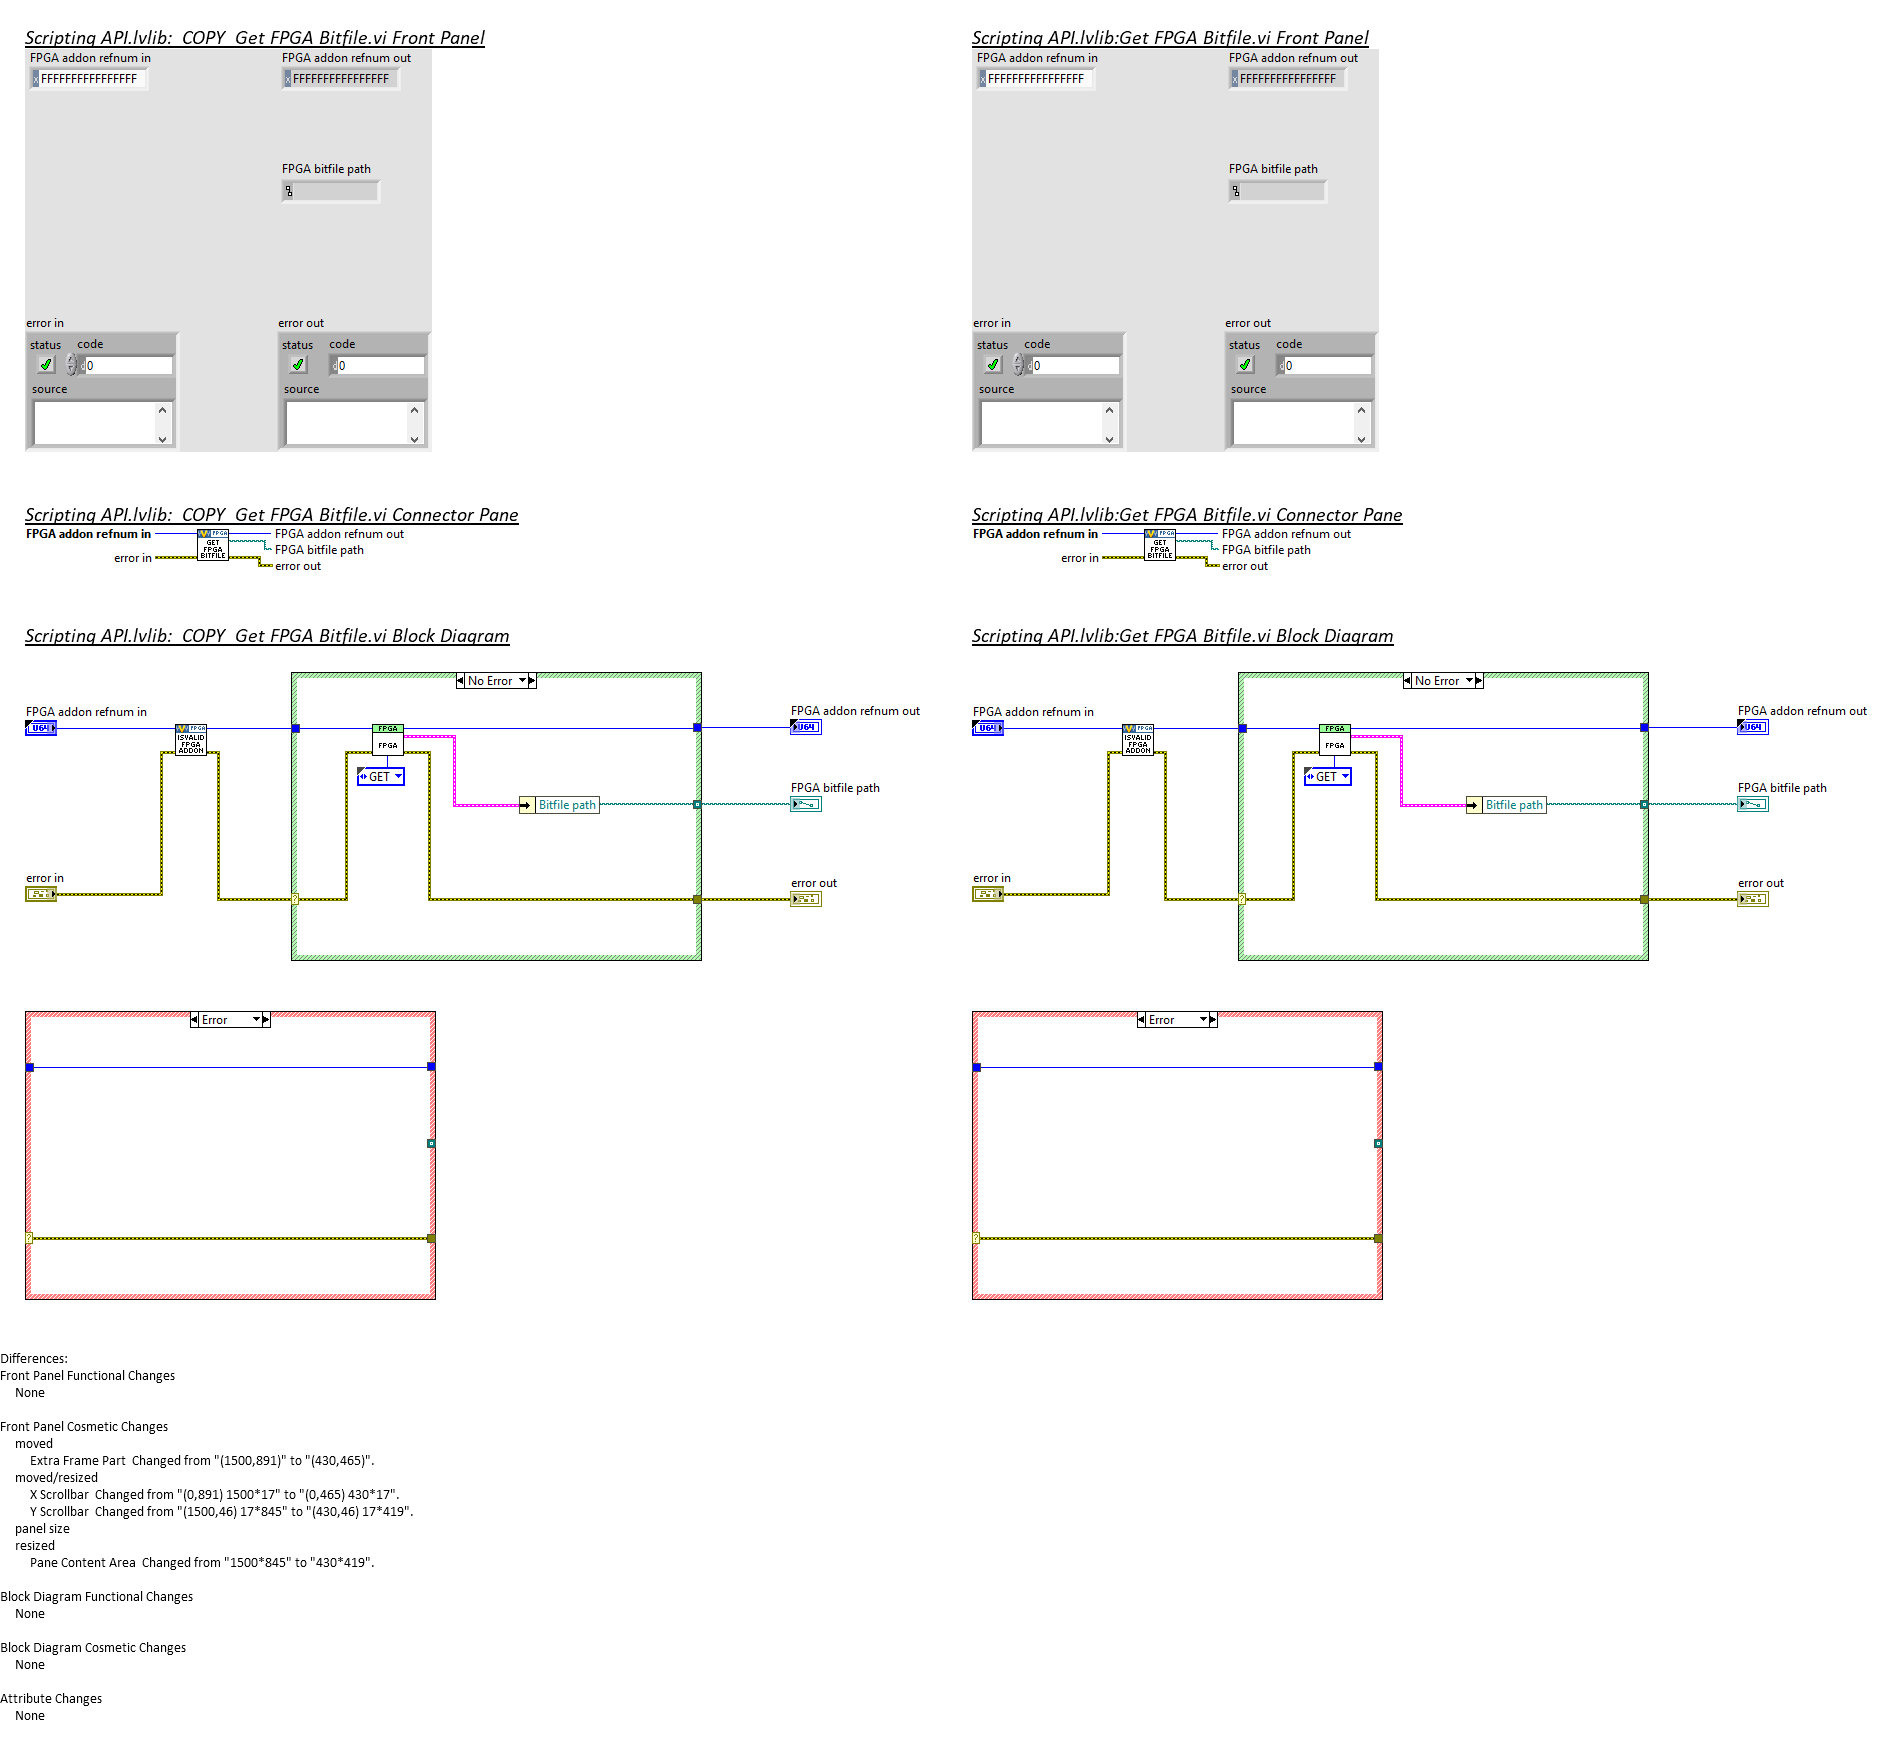 Scripting API.lvlib:_COPY_Get FPGA Bitfile.vi Front Panel
FPGA addon refnum in
FPGA addon refnum out
x FFFFFFFFFFFFFFFF
x FFFFFFFFFFFFFFFF
FPGA bitfile path
error in
error out
status
code
status
code
d 0
d 0
source
source
Scripting API.lvlib:Get FPGA Bitfile.vi Front Panel
FPGA addon refnum in
FPGA addon refnum out
x FFFFFFFFFFFFFFFF
x FFFFFFFFFFFFFFFF
FPGA bitfile path
error in
error out
status
code
status
code
d 0
d 0
source
source
Scripting API.lvlib:_COPY_Get FPGA Bitfile.vi Connector Pane
FPGA addon refnum in
FPGA
GET
FPGA
BITFILE
FPGA addon refnum out
FPGA bitfile path
error in
error out
Scripting API.lvlib:Get FPGA Bitfile.vi Connector Pane
FPGA addon refnum in
FPGA
GET
FPGA
BITFILE
FPGA addon refnum out
FPGA bitfile path
error in
error out
Scripting API.lvlib:_COPY_Get FPGA Bitfile.vi Block Diagram
No Error
FPGA addon refnum in
U64
FPGA
ISVALID
FPGA
ADDON
FPGA
FPGA
GET
FPGA addon refnum out
U64
Bitfile path
FPGA bitfile path
error in
?
error out
Error
?
Scripting API.lvlib:Get FPGA Bitfile.vi Block Diagram
No Error
FPGA addon refnum in
U64
FPGA
ISVALID
FPGA
ADDON
FPGA
FPGA
GET
FPGA addon refnum out
U64
Bitfile path
FPGA bitfile path
error in
?
error out
Error
?
Differences:
Front Panel Functional Changes
None
Front Panel Cosmetic Changes
moved
Extra Frame Part  Changed from "(1500,891)" to "(430,465)".
moved/resized
X Scrollbar  Changed from "(0,891) 1500*17" to "(0,465) 430*17".
Y Scrollbar  Changed from "(1500,46) 17*845" to "(430,46) 17*419".
panel size
resized
Pane Content Area  Changed from "1500*845" to "430*419".
Block Diagram Functional Changes
None
Block Diagram Cosmetic Changes
None
Attribute Changes
None